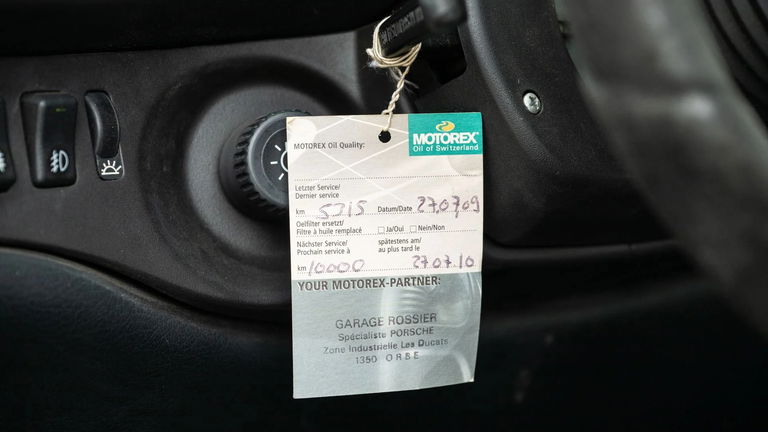 MOTOREX Oil Quality:
MOTOREX
Oil of Switzerland
Letzter Service/
Dernier service
km 5315 Datum/Date 27.07.09
Oelfilter ersetzt/
Filtre à huile remplacé
Ja/Oui
Nein/Non
Nächster Service/
Prochain service à
spätestens am/
au plus tard le
km 10000 27.07.10
YOUR MOTOREX-PARTNER:
GARAGE ROSSIER
Spécialiste PORSCHE
Zone Industrielle Les Ducats
1350 ORBE